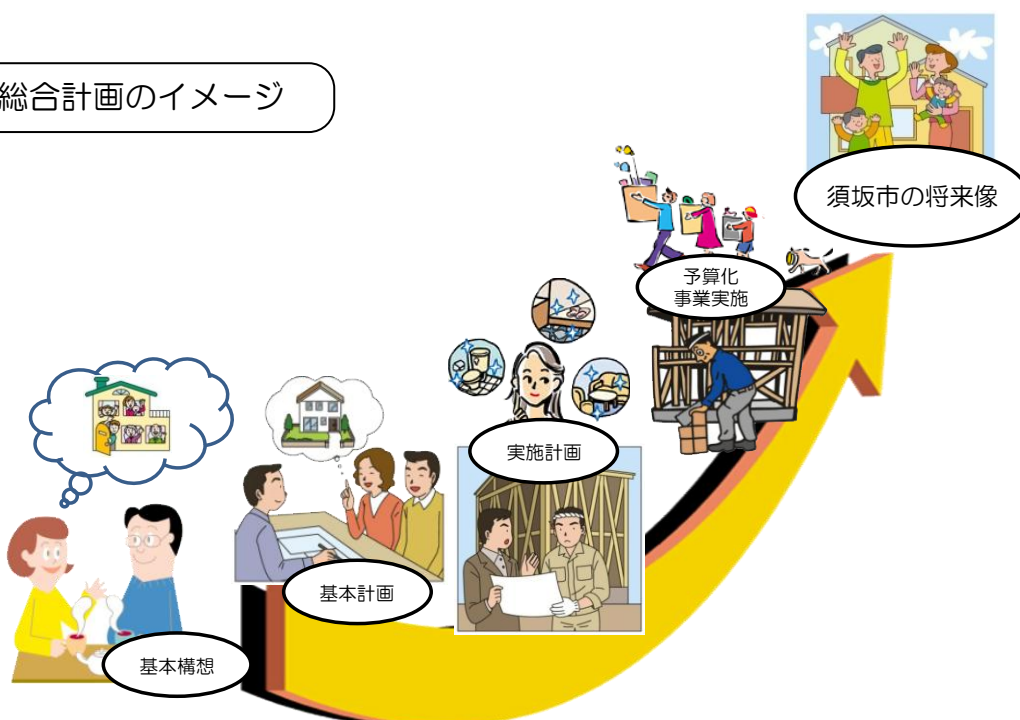 総合計画のイメージ
須坂市の将来像
予算化
事業実施
実施計画
基本計画
基本構想